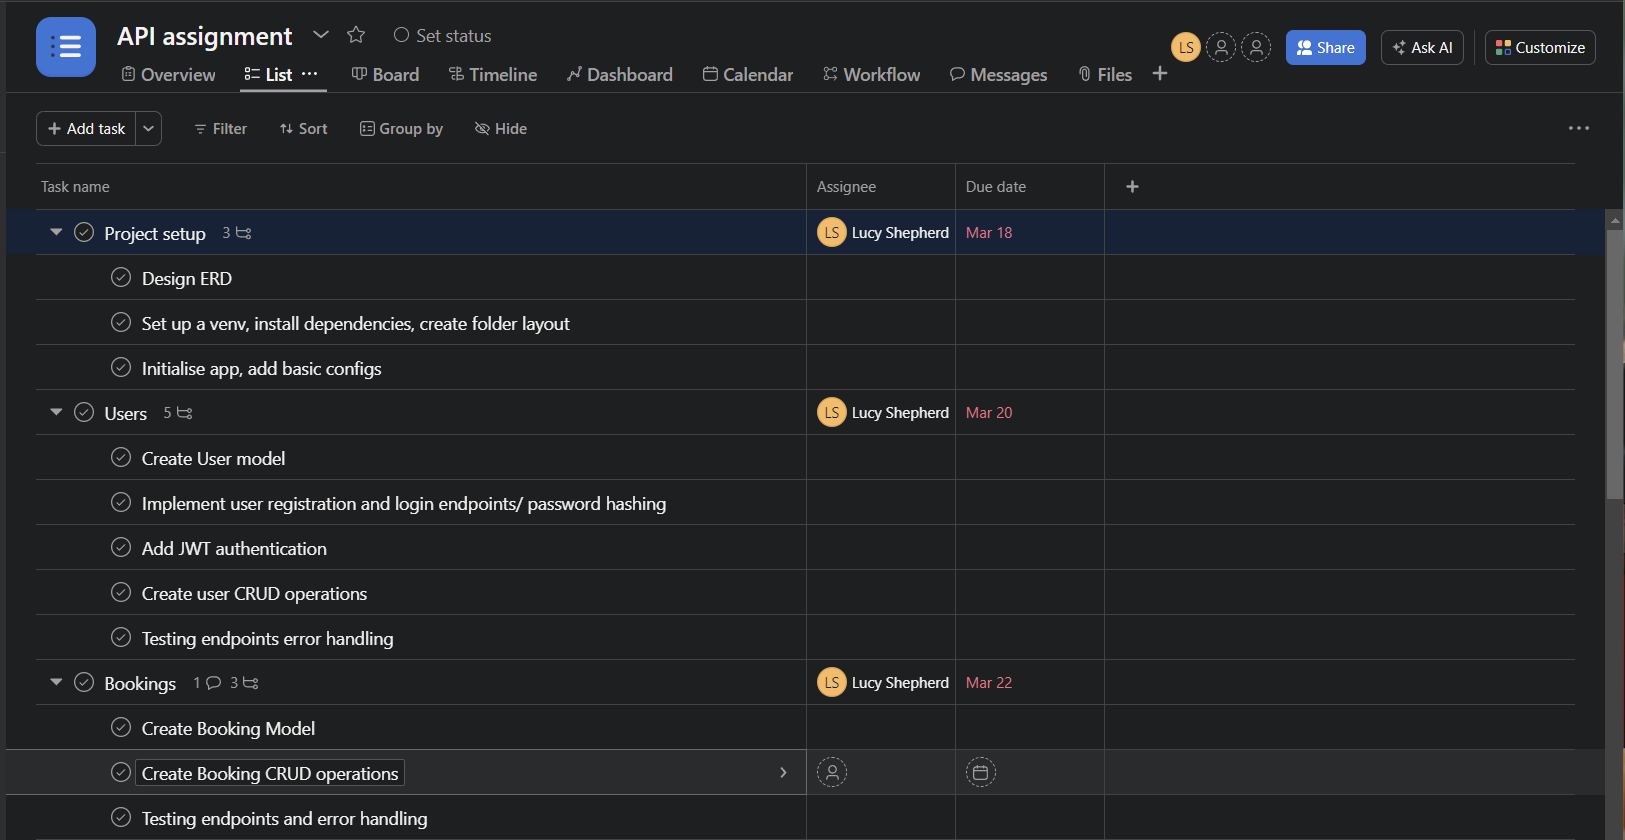 API assignment Set status
LS Share Ask AI Customize
Overview List Board Timeline Dashboard Calendar Workflow Messages Files
Add task Filter Sort Group by Hide
Task name Assignee Due date
Project setup 3 LS Lucy Shepherd Mar 18
Design ERD
Set up a venv, install dependencies, create folder layout
Initialise app, add basic configs
Users 5 LS Lucy Shepherd Mar 20
Create User model
Implement user registration and login endpoints/ password hashing
Add JWT authentication
Create user CRUD operations
Testing endpoints error handling
Bookings 1 3 LS Lucy Shepherd Mar 22
Create Booking Model
Create Booking CRUD operations
Testing endpoints and error handling